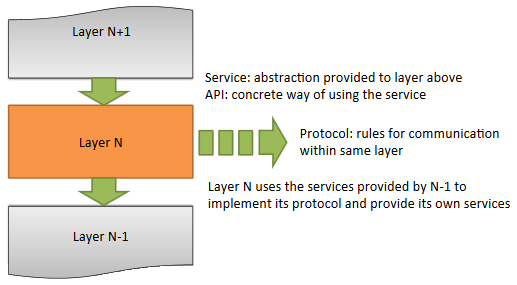 Layer N+1
Service: abstraction provided to layer above
API: concrete way of using the service
Layer N
Protocol: rules for communication
within same layer
Layer N uses the services provided by N-1 to
implement its protocol and provide its own services
Layer N-1